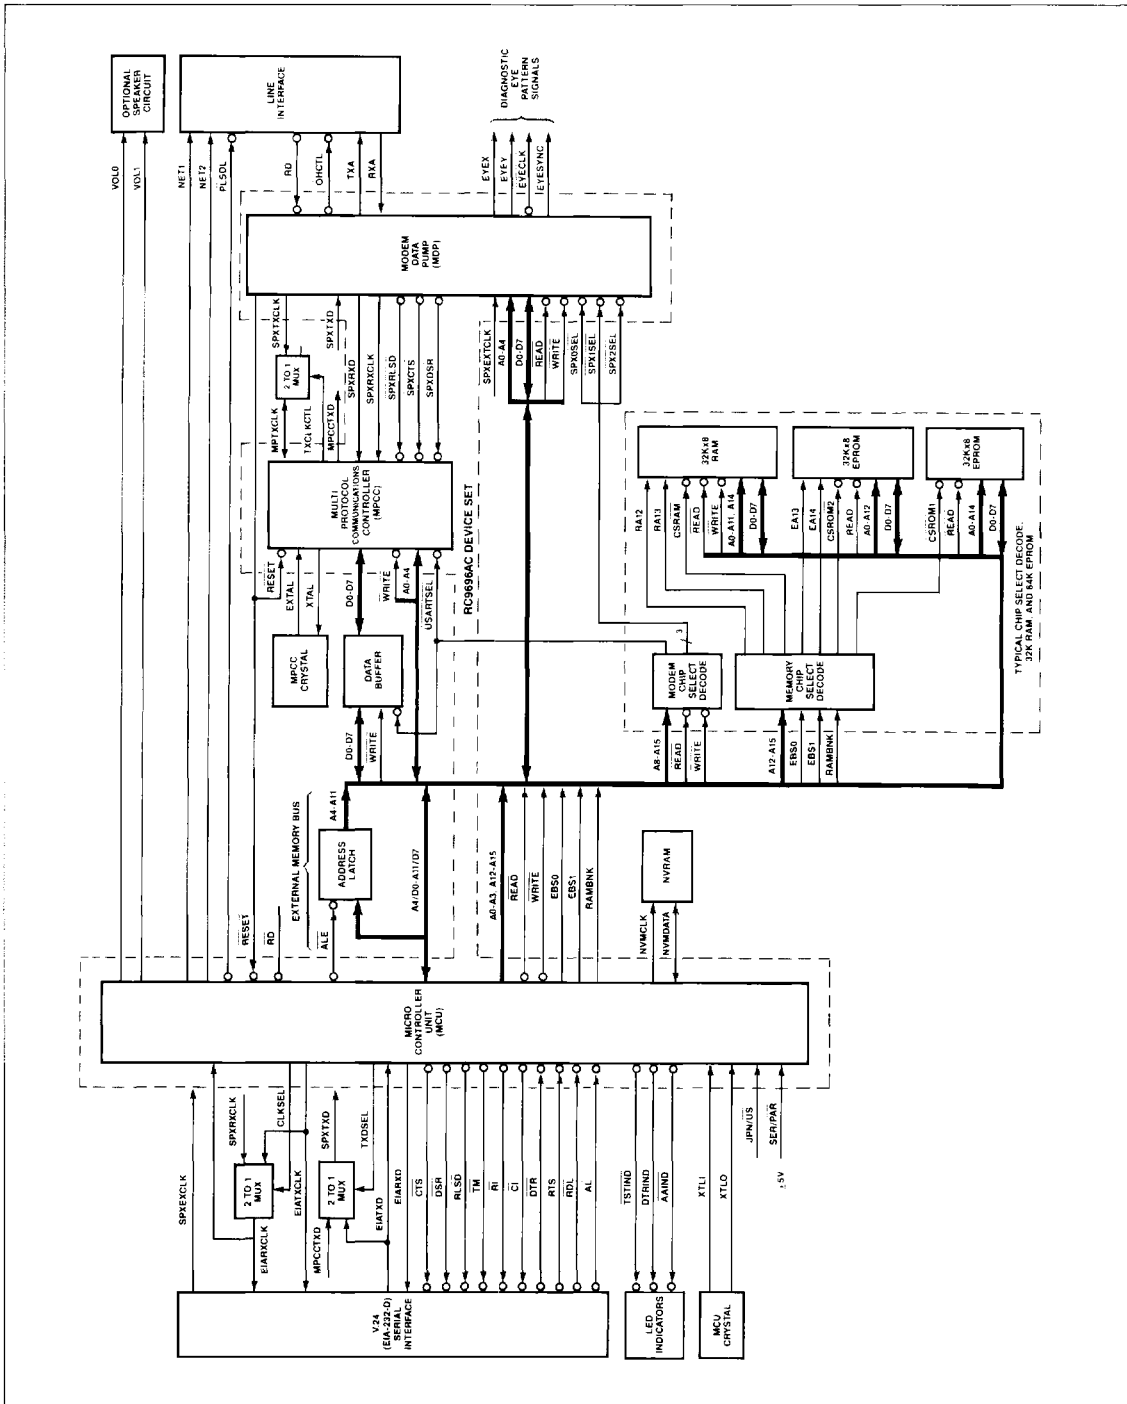 OPTIONAL
SPEAKER
CIRCUIT
LINE
INTERFACE
VOL0
VOL1
NET1
NET2
PLSDL
RD
OHCTL
TXA
RXA
DIAGNOSTIC
EYE
PATTERN
SIGNALS
EYEX
EYEY
EYECLK
EYESYNC
MODEM
DATA
PUMP
(MDP)
SPXTXCLK
SPXTXD
SPXRXD
SPXRXCLK
SPXRLSD
SPXCTS
SPXDSR
SPXEXTCLK
A0-A4
D0-D7
READ
WRITE
SPX0SEL
SPX1SEL
SPX2SEL
2 TO 1
MUX
MPTXCLK
TXCLKCTL
MPCCTXD
MULTI
PROTOCOL
COMMUNICATIONS
CONTROLLER
(MPCC)
RC9696AC DEVICE SET
RESET
EXTAL
XTAL
D0-D7
WRITE
A0-A4
USARTSEL
MPCC
CRYSTAL
DATA
BUFFER
D0-D7
WRITE
32Kx8
RAM
32Kx8
EPROM
32Kx8
EPROM
RA12
RA13
CSRAM
READ
WRITE
A0-A11, A14
D0-D7
EA13
EA14
CSROM2
READ
A0-A12
D0-D7
CSROM1
READ
A0-A14
D0-D7
3
MODEM
CHIP
SELECT
DECODE
MEMORY
CHIP
SELECT
DECODE
A8-A15
READ
WRITE
A12-A15
EBS0
EBS1
RAMBNK
TYPICAL CHIP SELECT DECODE,
32K RAM, AND 64K EPROM
EXTERNAL MEMORY BUS
A4-A11
ADDRESS
LATCH
ALE
A4/D0-A11/D7
A0-A3, A12-A15
READ
WRITE
EBS0
EBS1
RAMBNK
NVRAM
NVMCLK
NVMDATA
RESET
RD
MICRO
CONTROLLER
UNIT
(MCU)
SPXEXCLK
SPXRXCLK
CLKSEL
2 TO 1
MUX
EIARXCLK
EIATXCLK
SPXTXD
TXDSEL
2 TO 1
MUX
MPCCTXD
EIATXD
EIARXD
CTS
DSR
RLSD
TM
RI
CI
DTR
RTS
RDL
AL
TSTIND
DTRIND
AAIND
XTLI
XTLO
JPN/US
SER/PAR
+5V
V.24
(EIA-232-D)
SERIAL
INTERFACE
LED
INDICATORS
MCU
CRYSTAL